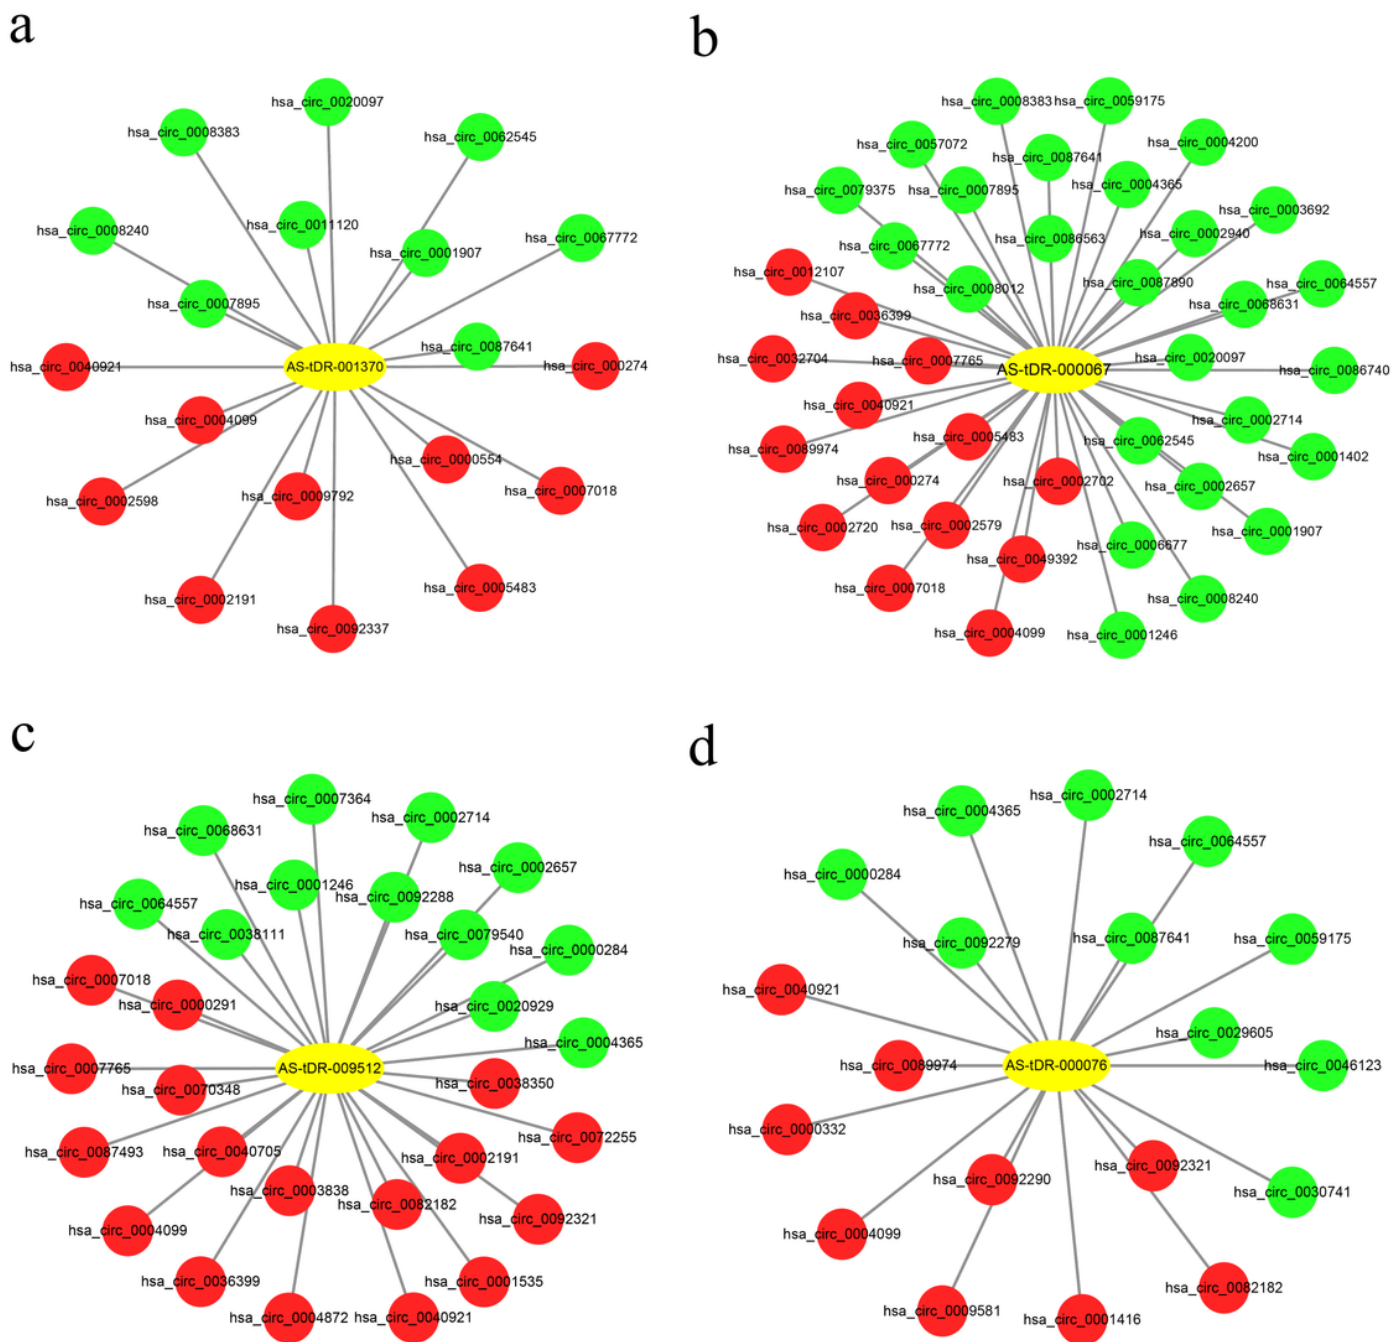 a
hsa_circ_0020097
hsa_circ_0008383
hsa_circ_0062545
hsa_circ_0011120
hsa_circ_0008240
hsa_circ_0067772
hsa_circ_0001907
hsa_circ_0007895
hsa_circ_0087641
hsa_circ_0040921
AS-tDR-001370
hsa_circ_000274
hsa_circ_0004099
hsa_circ_0000554
hsa_circ_0009792
hsa_circ_0007018
hsa_circ_0002598
hsa_circ_0005483
hsa_circ_0002191
hsa_circ_0092337
b
hsa_circ_0008383
hsa_circ_0059175
hsa_circ_0057072
hsa_circ_0004200
hsa_circ_0087641
hsa_circ_0004365
hsa_circ_0079375
hsa_circ_0007895
hsa_circ_0003692
hsa_circ_0002940
hsa_circ_0067772
hsa_circ_0086563
hsa_circ_0012107
hsa_circ_0087890
hsa_circ_0064557
hsa_circ_0008012
hsa_circ_0068631
hsa_circ_0036399
hsa_circ_0032704
hsa_circ_0007765
hsa_circ_0020097
AS-tDR-000067
hsa_circ_0086740
hsa_circ_0040921
hsa_circ_0002714
hsa_circ_0005483
hsa_circ_0062545
hsa_circ_0089974
hsa_circ_0001402
hsa_circ_000274
hsa_circ_0002702
hsa_circ_0002657
hsa_circ_0002720
hsa_circ_0002579
hsa_circ_0001907
hsa_circ_0006677
hsa_circ_0049392
hsa_circ_0007018
hsa_circ_0008240
hsa_circ_0004099
hsa_circ_0001246
c
hsa_circ_0007364
hsa_circ_0002714
hsa_circ_0068631
hsa_circ_0002657
hsa_circ_0001246
hsa_circ_0092288
hsa_circ_0064557
hsa_circ_0038111
hsa_circ_0079540
hsa_circ_0000284
hsa_circ_0007018
hsa_circ_0000291
hsa_circ_0020929
hsa_circ_0004365
hsa_circ_0007765
AS-tDR-009512
hsa_circ_0038350
hsa_circ_0070348
hsa_circ_0072255
hsa_circ_0087493
hsa_circ_0040705
hsa_circ_0002191
hsa_circ_0003838
hsa_circ_0082182
hsa_circ_0004099
hsa_circ_0092321
hsa_circ_0036399
hsa_circ_0001535
hsa_circ_0004872
hsa_circ_0040921
d
hsa_circ_0002714
hsa_circ_0004365
hsa_circ_0064557
hsa_circ_0000284
hsa_circ_0087641
hsa_circ_0059175
hsa_circ_0092279
hsa_circ_0040921
hsa_circ_0029605
hsa_circ_0089974
AS-tDR-000076
hsa_circ_0046123
hsa_circ_0000332
hsa_circ_0092321
hsa_circ_0092290
hsa_circ_0030741
hsa_circ_0004099
hsa_circ_0082182
hsa_circ_0009581
hsa_circ_0001416